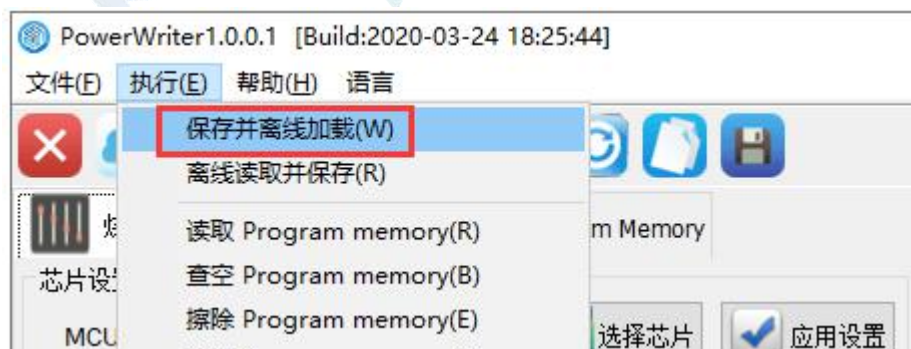 PowerWriter1.0.0.1 [Build:2020-03-24 18:25:44]
文件(F) 执行(E) 帮助(H) 语言
保存并离线加载(W)
离线读取并保存(R)
读取 Program memory(R)
m Memory
查空 Program memory(B)
芯片设
擦除 Program memory(E)
MCU
选择芯片
应用设置